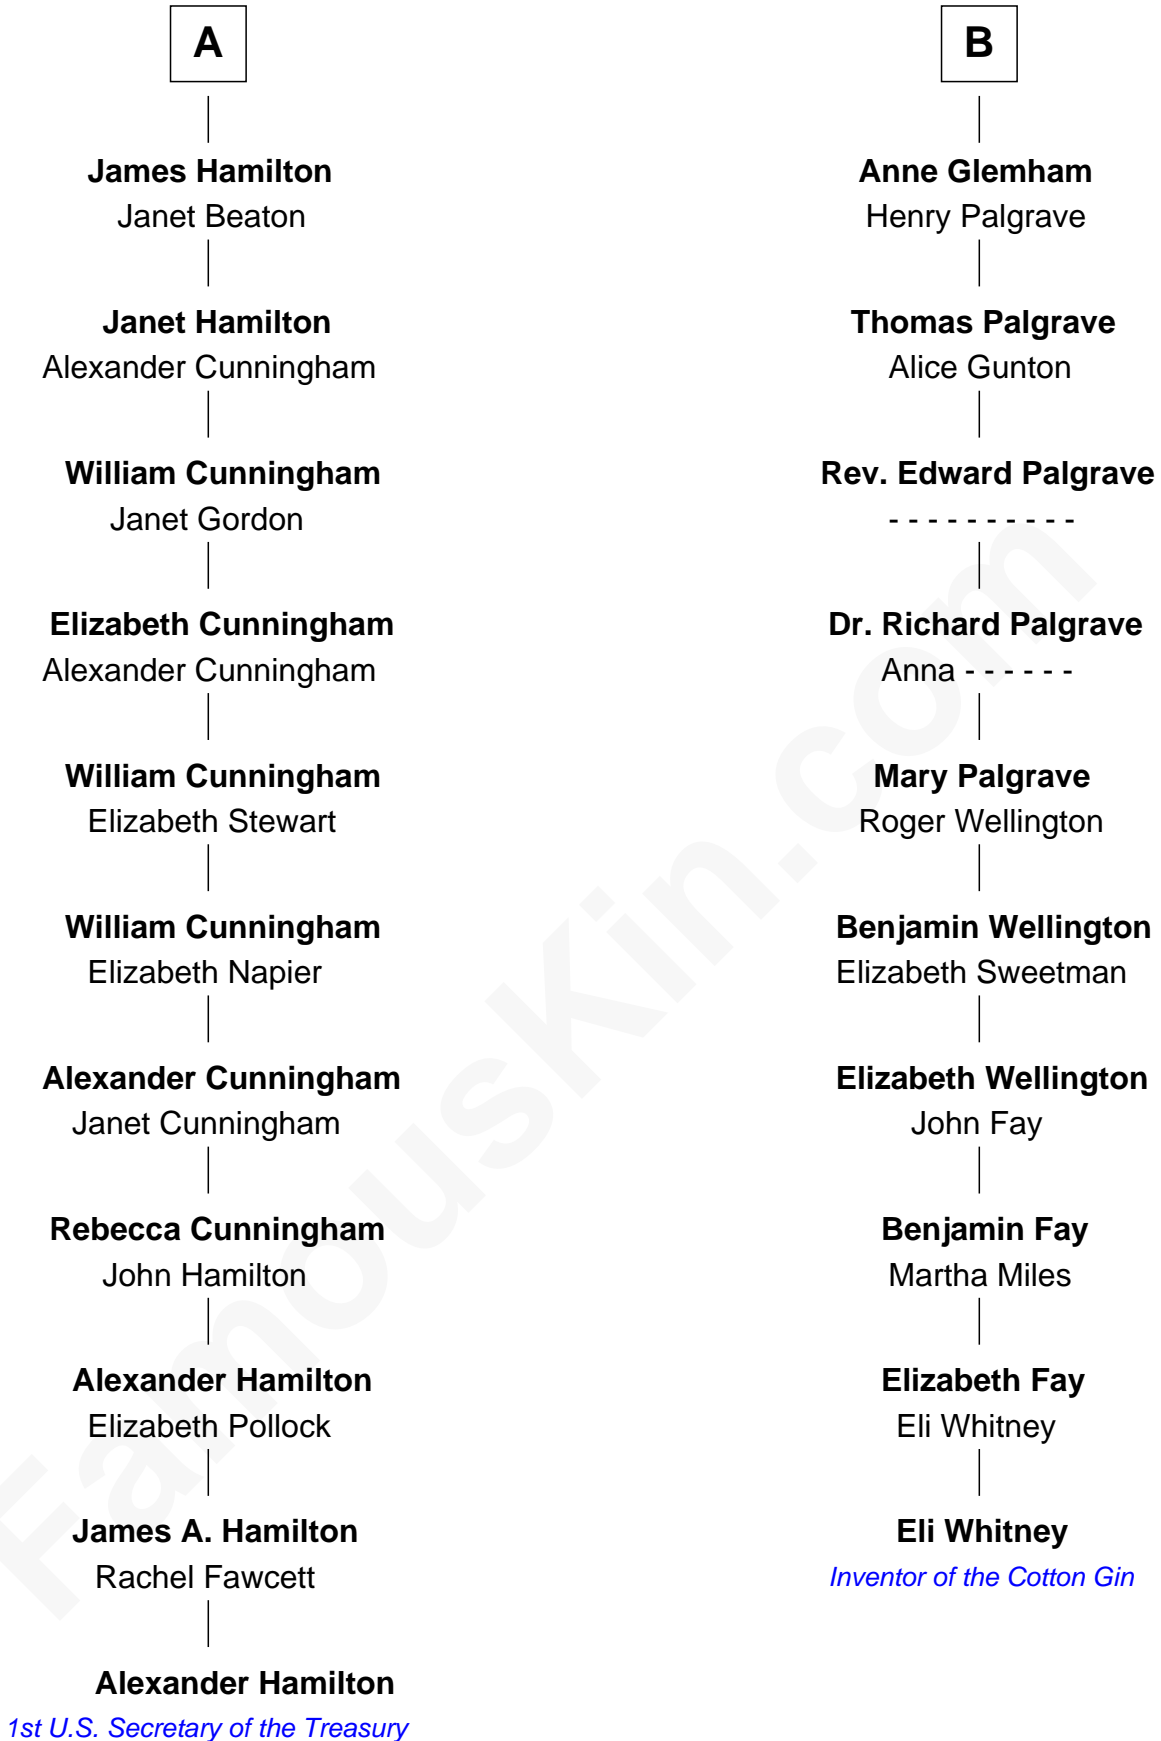 A
James Hamilton
Janet Beaton
Janet Hamilton
Alexander Cunningham
William Cunningham
Janet Gordon
Elizabeth Cunningham
Alexander Cunningham
William Cunningham
Elizabeth Stewart
William Cunningham
Elizabeth Napier
Alexander Cunningham
Janet Cunningham
Rebecca Cunningham
John Hamilton
Alexander Hamilton
Elizabeth Pollock
James A. Hamilton
Rachel Fawcett
Alexander Hamilton
1st U.S. Secretary of the Treasury
B
Anne Glemham
Henry Palgrave
Thomas Palgrave
Alice Gunton
Rev. Edward Palgrave
- - - - - - - - - -
Dr. Richard Palgrave
Anna - - - - - -
Mary Palgrave
Roger Wellington
Benjamin Wellington
Elizabeth Sweetman
Elizabeth Wellington
John Fay
Benjamin Fay
Martha Miles
Elizabeth Fay
Eli Whitney
Eli Whitney
Inventor of the Cotton Gin
FamousKin.com